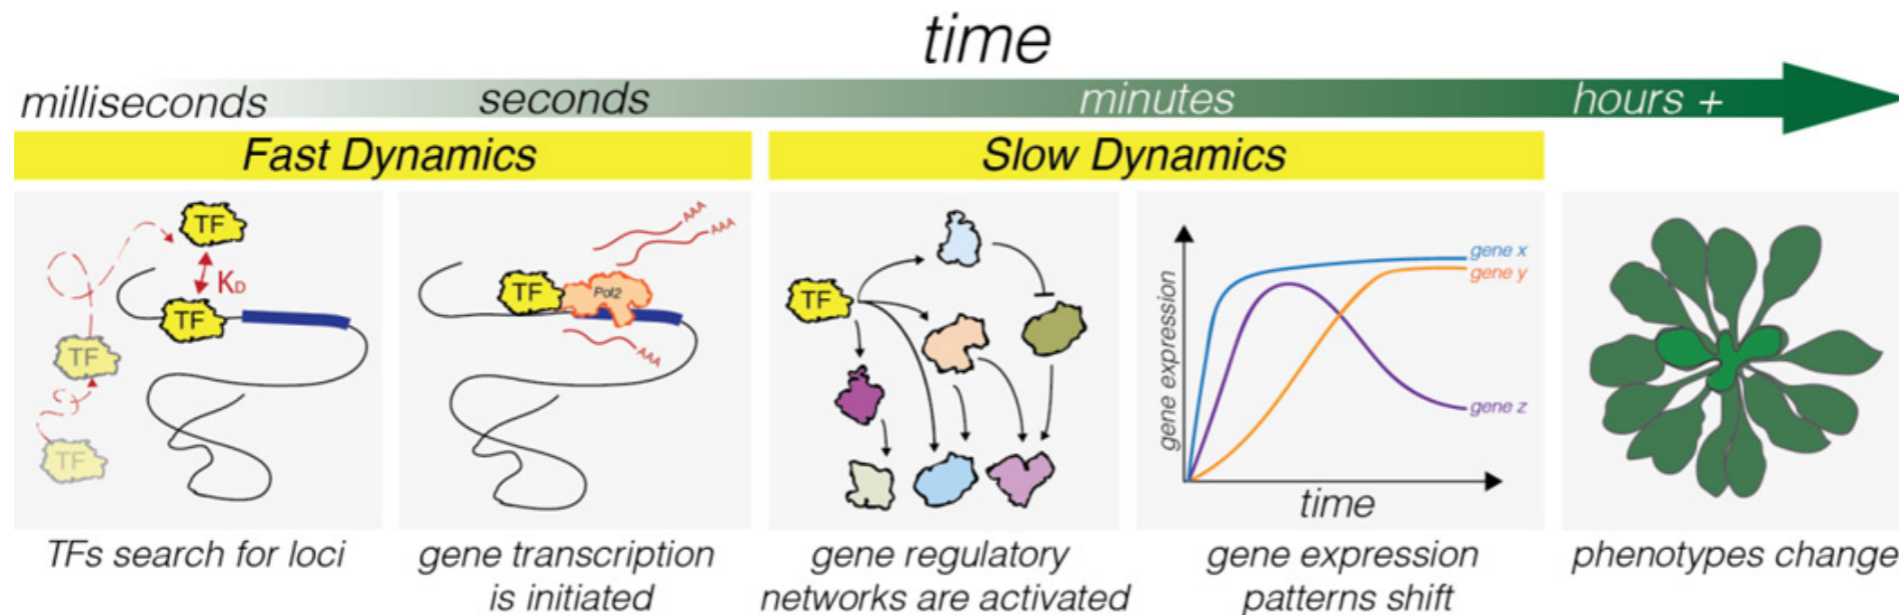 time
milliseconds seconds minutes hours +
Fast Dynamics Slow Dynamics
TF
KD
TF
TF
TF
TFs search for loci
AAA
AAA
TF Pol2
AAA
gene transcription
is initiated
TF
gene regulatory
networks are activated
gene expression
gene x
gene y
gene z
time
gene expression
patterns shift
phenotypes change